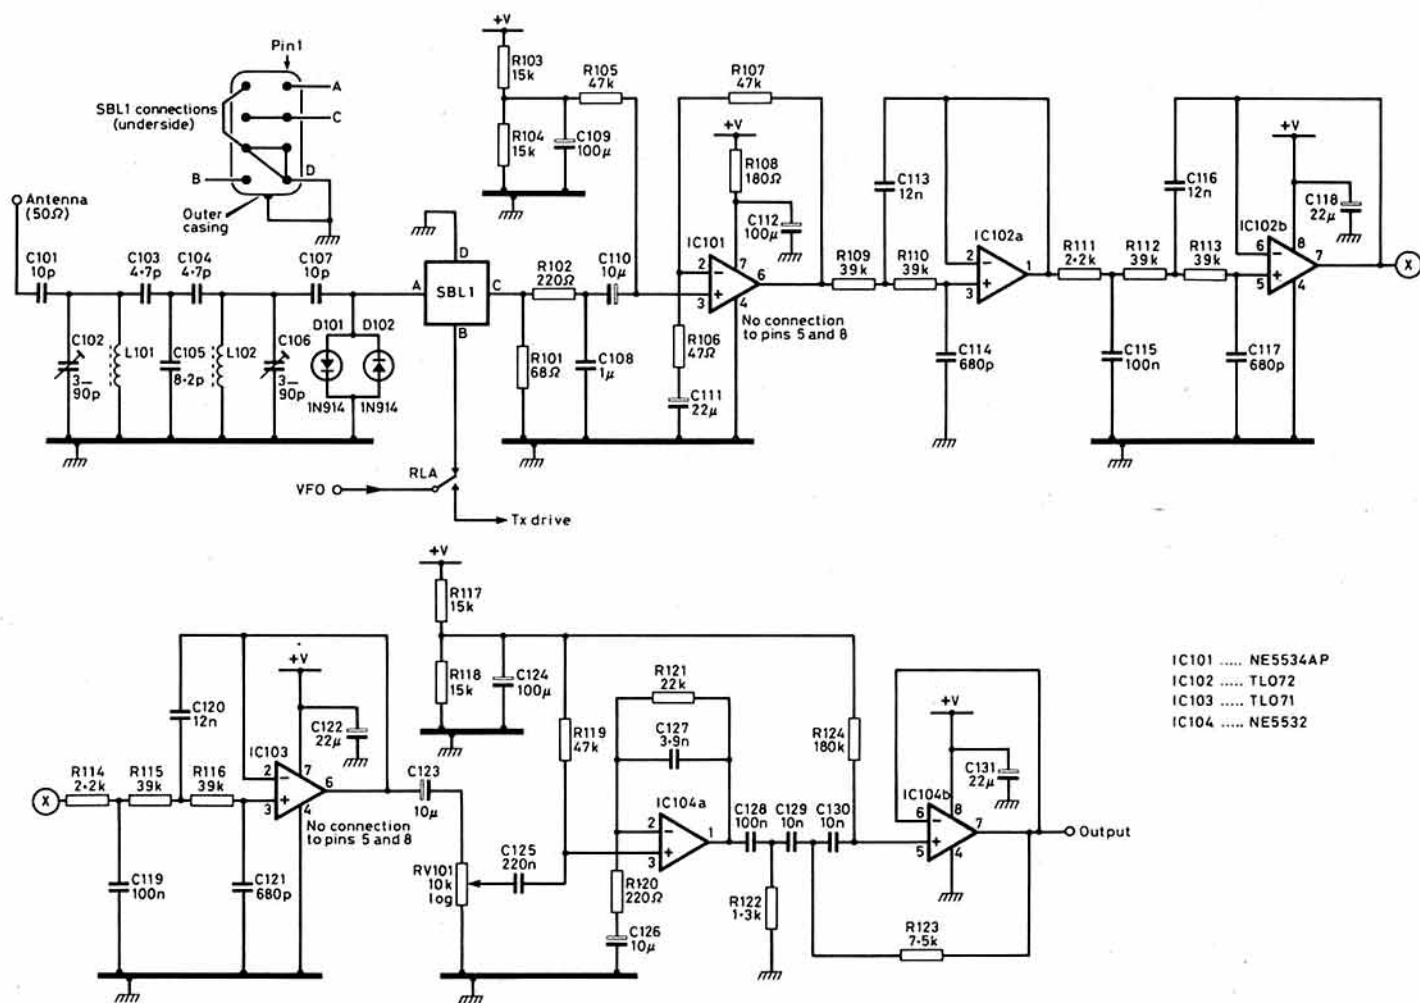 Pin 1
A
SBL1 connections
(underside)
C
D
B
Outer
casing
Antenna
(50Ω)
C101
10p
C103
4·7p
C104
4·7p
C107
10p
C102
3—
90p
L101
C105
8·2p
L102
C106
3—
90p
D101
D102
1N914
1N914
A
D
SBL1
C
B
RLA
VFO
Tx drive
+V
R103
15k
R104
15k
R105
47k
C109
100µ
R102
220Ω
C110
10µ
R101
68Ω
C108
1µ
R107
47k
+V
R108
180Ω
C112
100µ
IC101
2
−
7
6
+
3
4
R106
47Ω
C111
22µ
No connection
to pins 5 and 8
R109
39k
R110
39k
C113
12n
IC102a
2
−
1
+
3
C114
680p
R111
2·2k
R112
39k
R113
39k
C115
100n
C116
12n
C117
680p
+V
C118
22µ
IC102b
6
−
8
7
+
5
4
X
X
R114
2·2k
R115
39k
R116
39k
C119
100n
C120
12n
C121
680p
+V
C122
22µ
IC103
2
−
7
6
+
3
4
No connection
to pins 5 and 8
C123
10µ
RV101
10k
log
C125
220n
+V
R117
15k
R118
15k
C124
100µ
R119
47k
R121
22k
C127
3·9n
IC104a
2
−
1
+
3
R120
220Ω
C126
10µ
C128
100n
C129
10n
C130
10n
R122
1·3k
R124
180k
R123
7·5k
+V
C131
22µ
IC104b
6
−
8
7
+
5
4
Output
IC101 ..... NE5534AP
IC102 ..... TLO72
IC103 ..... TLO71
IC104 ..... NE5532